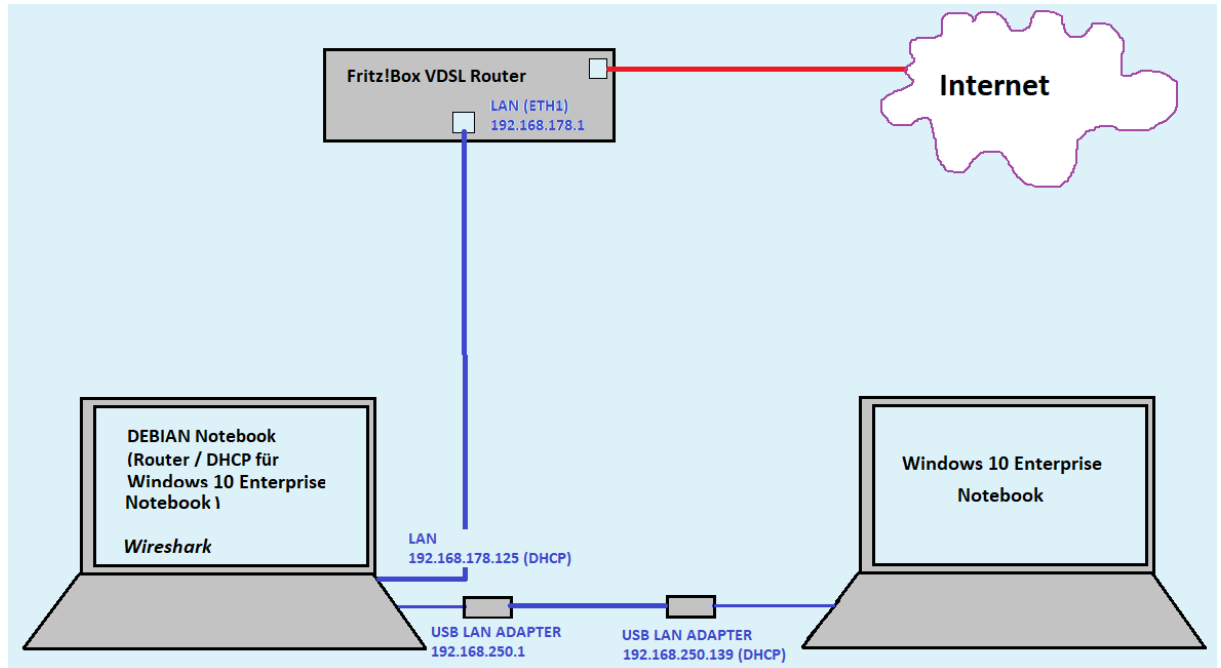 Fritz!Box VDSL Router
LAN (ETH1)
192.168.178.1
Internet
DEBIAN Notebook
(Router / DHCP für
Windows 10 Enterprise
Notebook)
Wireshark
LAN
192.168.178.125 (DHCP)
Windows 10 Enterprise
Notebook
USB LAN ADAPTER
192.168.250.1
USB LAN ADAPTER
192.168.250.139 (DHCP)